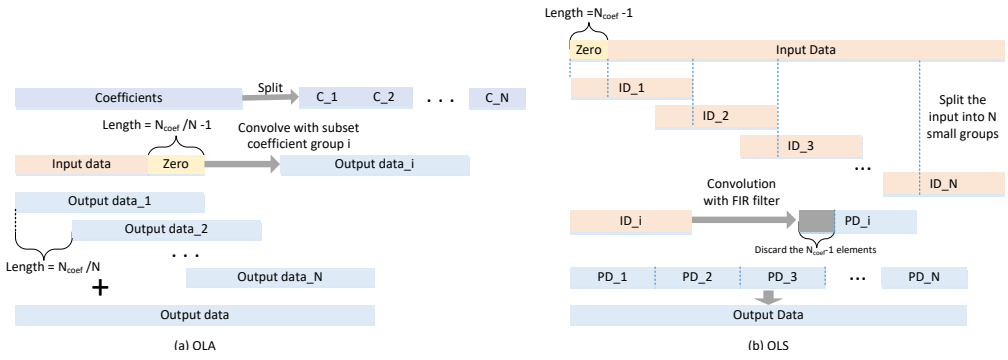 Coefficients
Split
C_1 C_2 . . . C_N
Length = N_coef /N -1
Convolve with subset
coefficient group i
Input data Zero Output data_i
Output data_1
Output data_2
. . .
Length = N_coef /N
Output data_N
+
Output data
(a) OLA
Length =N_coef -1
Zero Input Data
ID_1
ID_2
ID_3
...
ID_N
Split the
input into N
small groups
Convolution
with FIR filter
ID_i PD_i
Discard the N_coef-1 elements
PD_1 PD_2 PD_3 ... PD_N
Output Data
(b) OLS